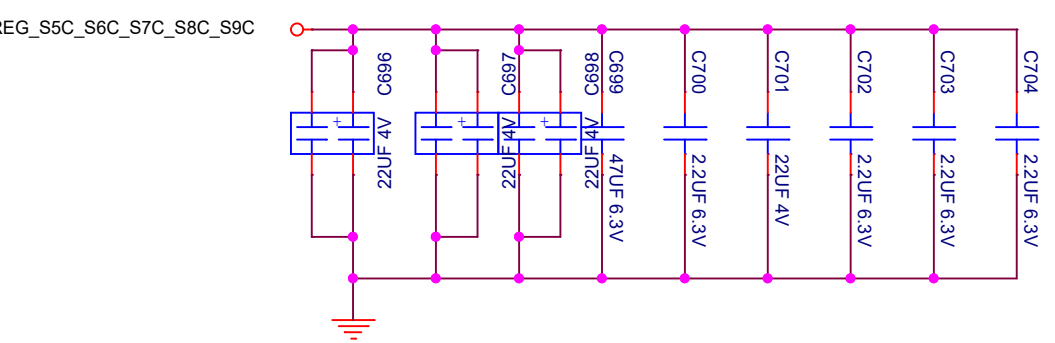 REG_S5C_S6C_S7C_S8C_S9C
C696
22UF 4V
C697
22UF 4V
C698
22UF 4V
C699
47UF 6.3V
C700
2.2UF 6.3V
C701
22UF 4V
C702
2.2UF 6.3V
C703
2.2UF 6.3V
C704
2.2UF 6.3V